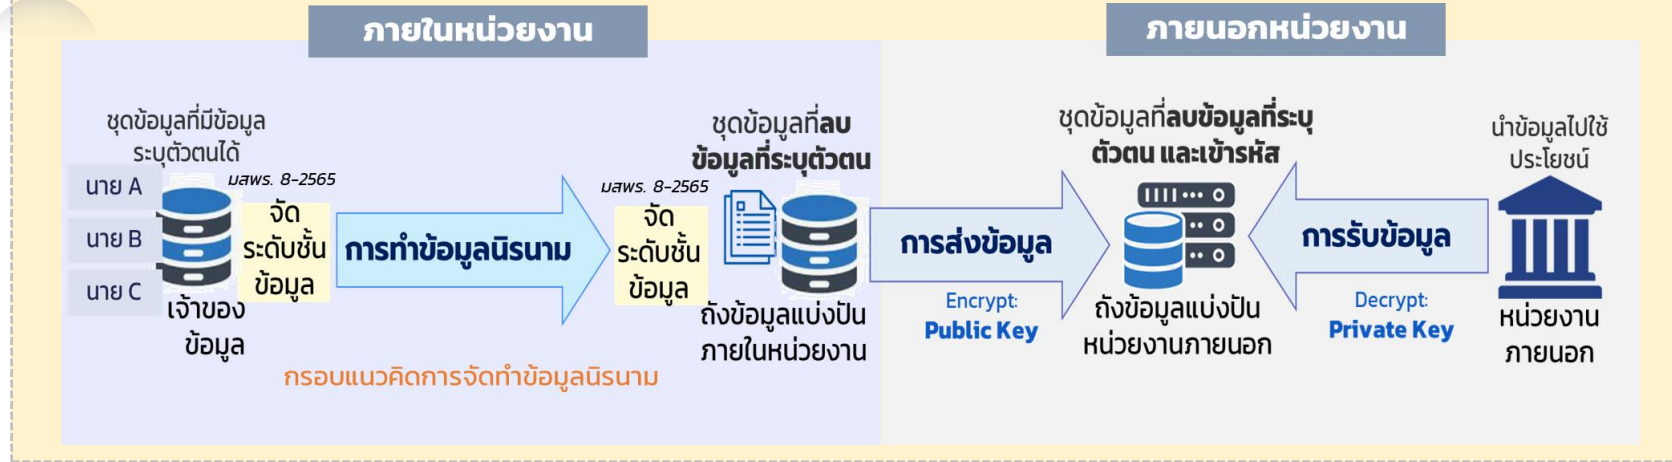 ภายในหน่วยงาน
ภายนอกหน่วยงาน
ชุดข้อมูลที่มีข้อมูล
ระบุตัวตนได้
นาย A
นาย B
นาย C
เจ้าของ
ข้อมูล
มสพร. 8-2565
จัด
ระดับชั้น
ข้อมูล
การทำข้อมูลนิรนาม
มสพร. 8-2565
จัด
ระดับชั้น
ข้อมูล
ชุดข้อมูลที่ลบ
ข้อมูลที่ระบุตัวตน
ถังข้อมูลแบ่งปัน
ภายในหน่วยงาน
กรอบแนวคิดการจัดทำข้อมูลนิรนาม
การส่งข้อมูล
Encrypt:
Public Key
ชุดข้อมูลที่ลบข้อมูลที่ระบุ
ตัวตน และเข้ารหัส
ถังข้อมูลแบ่งปัน
หน่วยงานภายนอก
การรับข้อมูล
Decrypt:
Private Key
นำข้อมูลไปใช้
ประโยชน์
หน่วยงาน
ภายนอก